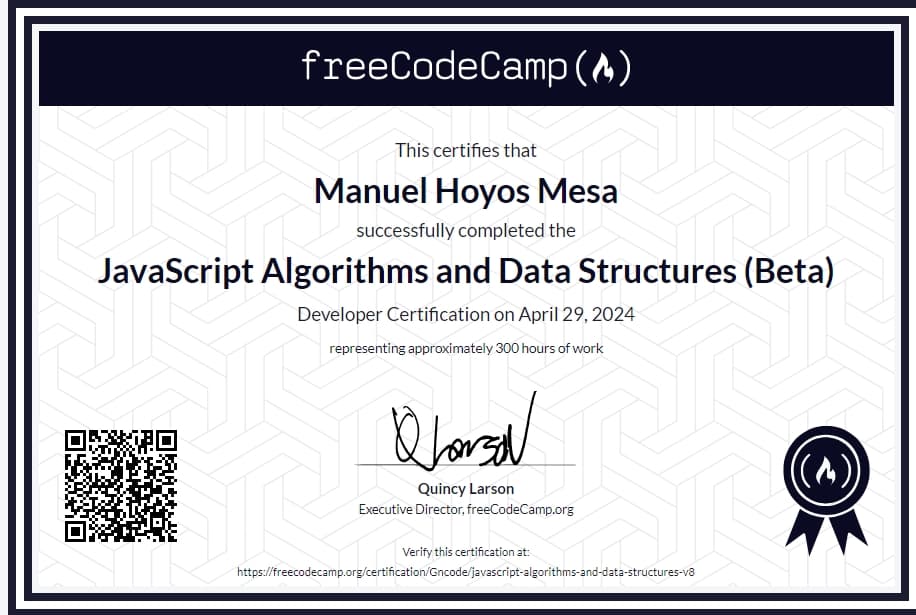 freeCodeCamp
This certifies that
Manuel Hoyos Mesa
successfully completed the
JavaScript Algorithms and Data Structures (Beta)
Developer Certification on April 29, 2024
representing approximately 300 hours of work
Quincy Larson
Executive Director, freeCodeCamp.org
Verify this certification at:
https://freecodecamp.org/certification/Gncode/javascript-algorithms-and-data-structures-v8